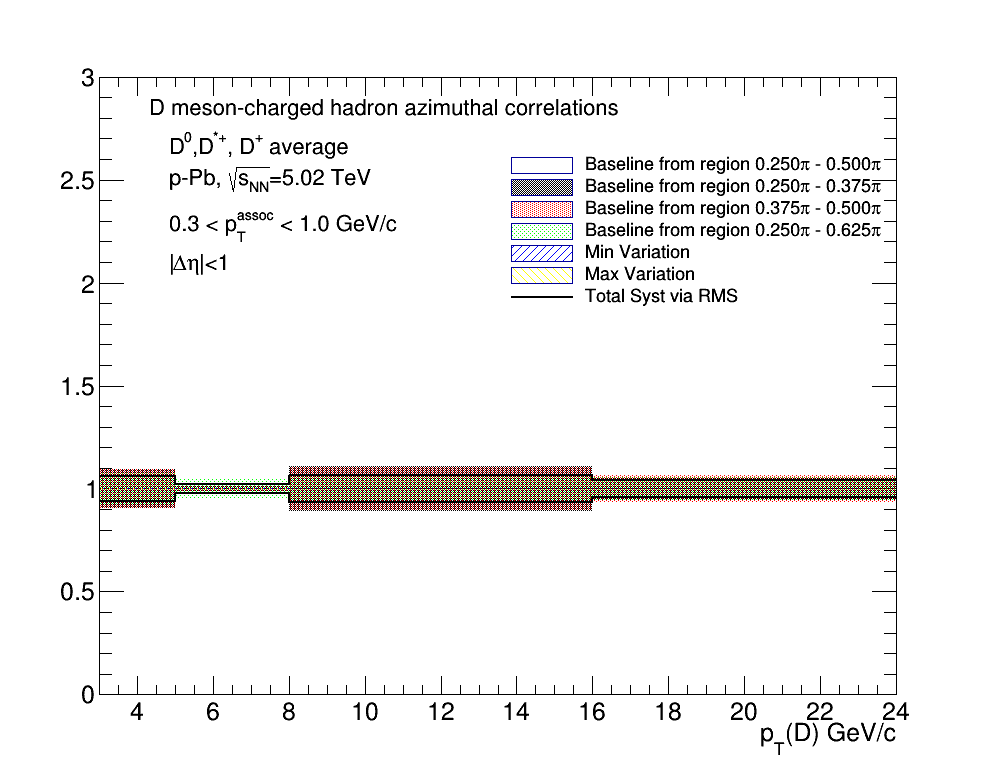 3
2.5
2
1.5
1
0.5
0
D meson-charged hadron azimuthal correlations
D⁰,D*⁺, D⁺ average
p-Pb, √sNN=5.02 TeV
0.3 < pTassoc < 1.0 GeV/c
|Δη|<1
Baseline from region 0.250π - 0.500π
Baseline from region 0.250π - 0.375π
Baseline from region 0.375π - 0.500π
Baseline from region 0.250π - 0.625π
Min Variation
Max Variation
Total Syst via RMS
4 6 8 10 12 14 16 18 20 22 24
pT(D) GeV/c